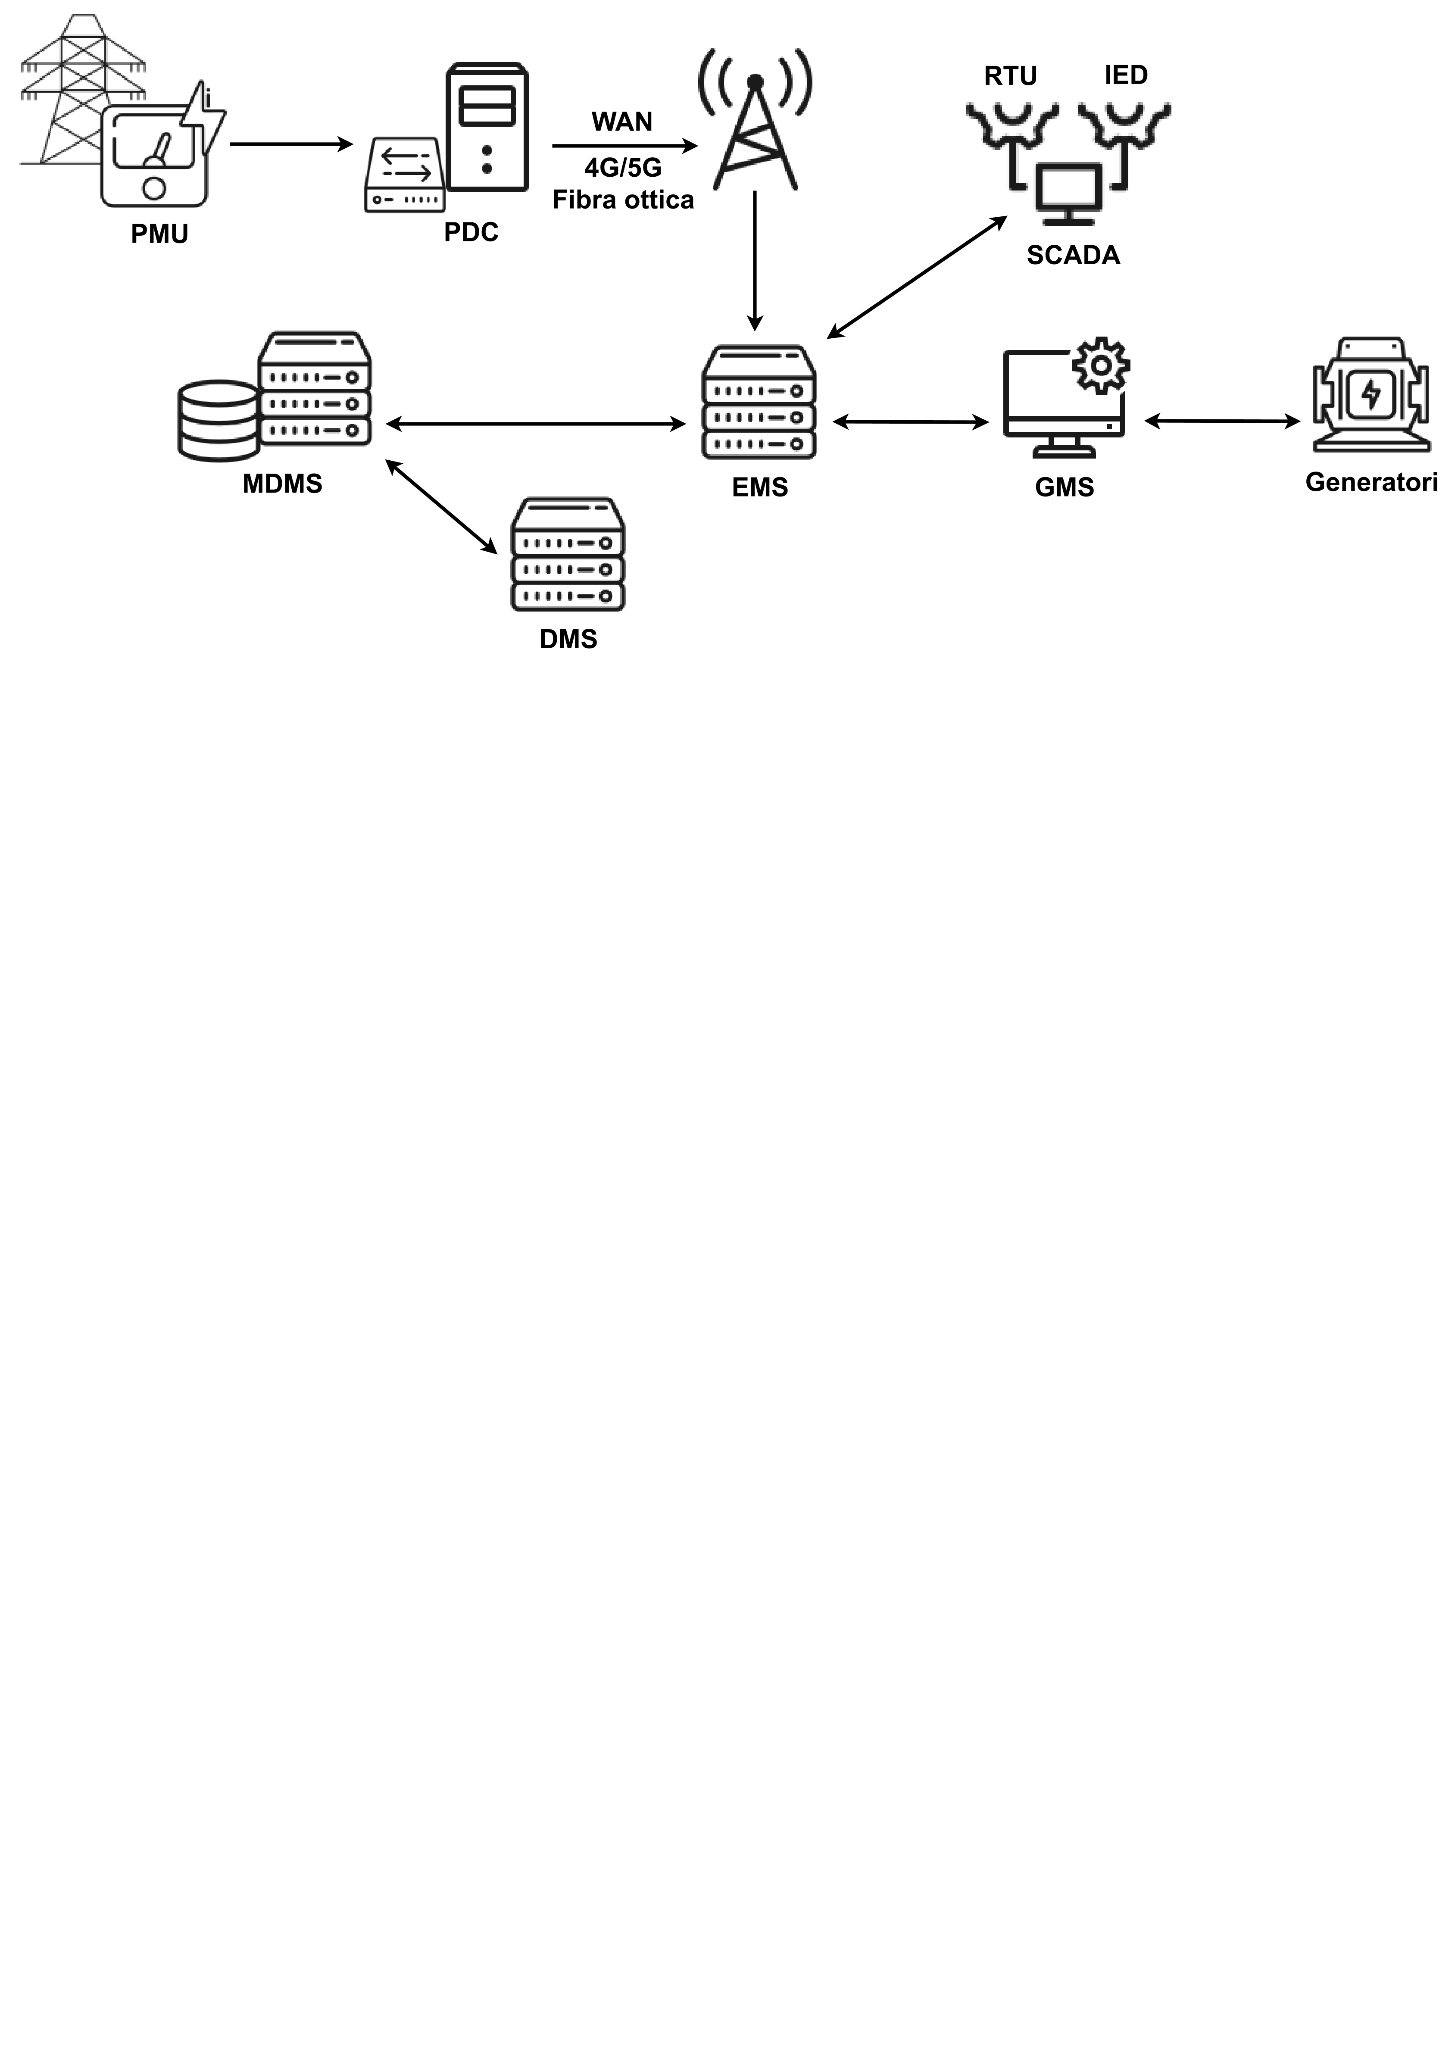 i
PMU
PDC
WAN
4G/5G
Fibra ottica
RTU
IED
SCADA
MDMS
EMS
GMS
Generatori
DMS